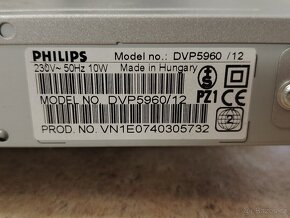 PHILIPS Model no.: DVP5960 /12
230V~ 50Hz 10W Made in Hungary
MODEL NO. DVP5960/12
PZ1 CE 2
PROD. NO. VN1E0740305732